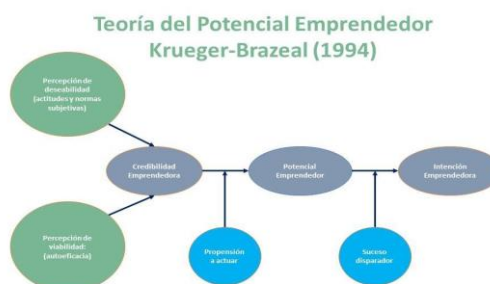 Teoría del Potencial Emprendedor
Krueger-Brazeal (1994)
Percepción de
deseabilidad
(actitudes y normas
subjetivas)
Credibilidad
Emprendedora
Potencial
Emprendedor
Intención
Emprendedora
Percepción de
viabilidad:
(autoeficacia)
Propensión
a actuar
Suceso
disparador